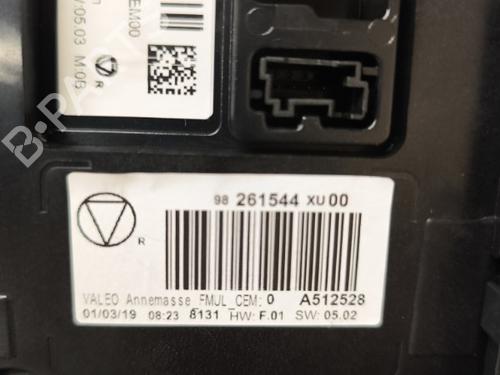 EM00
/05.03 M:0B
R
B-PARTS
98 261544 XU 00
R
VALEO Annemasse FMUL_CEM: 0 A512528
01/03/19 08:23 8131 HW: F.01 SW: 05.02